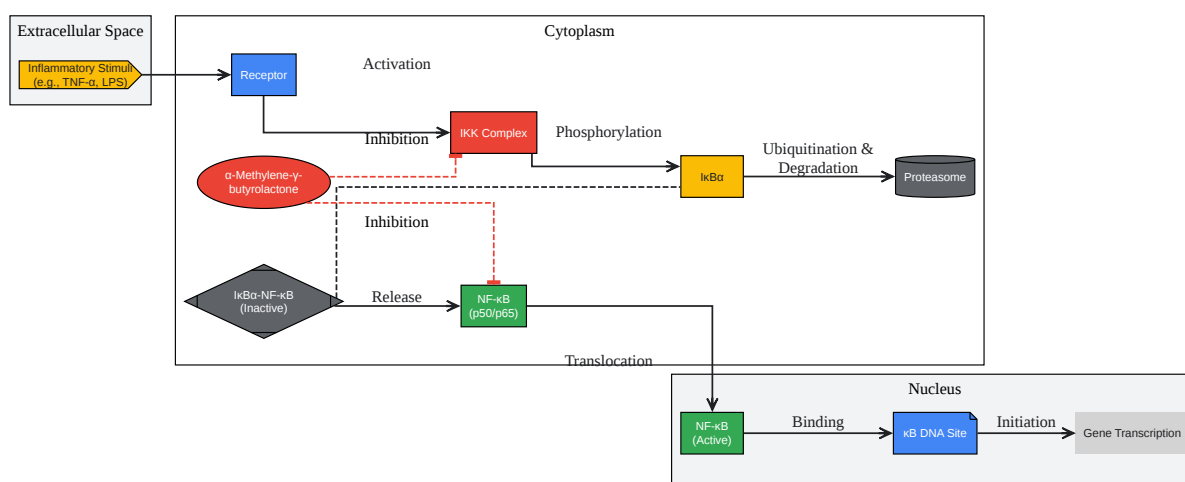 Extracellular Space
Cytoplasm
Inflammatory Stimuli
(e.g., TNF-α, LPS)
Receptor
Activation
IKK Complex
Inhibition
Phosphorylation
α-Methylene-γ-
butyrolactone
IκBα
Ubiquitination &
Degradation
Proteasome
Inhibition
IκBα-NF-κB
(Inactive)
Release
NF-κB
(p50/p65)
Translocation
Nucleus
NF-κB
(Active)
Binding
κB DNA Site
Initiation
Gene Transcription